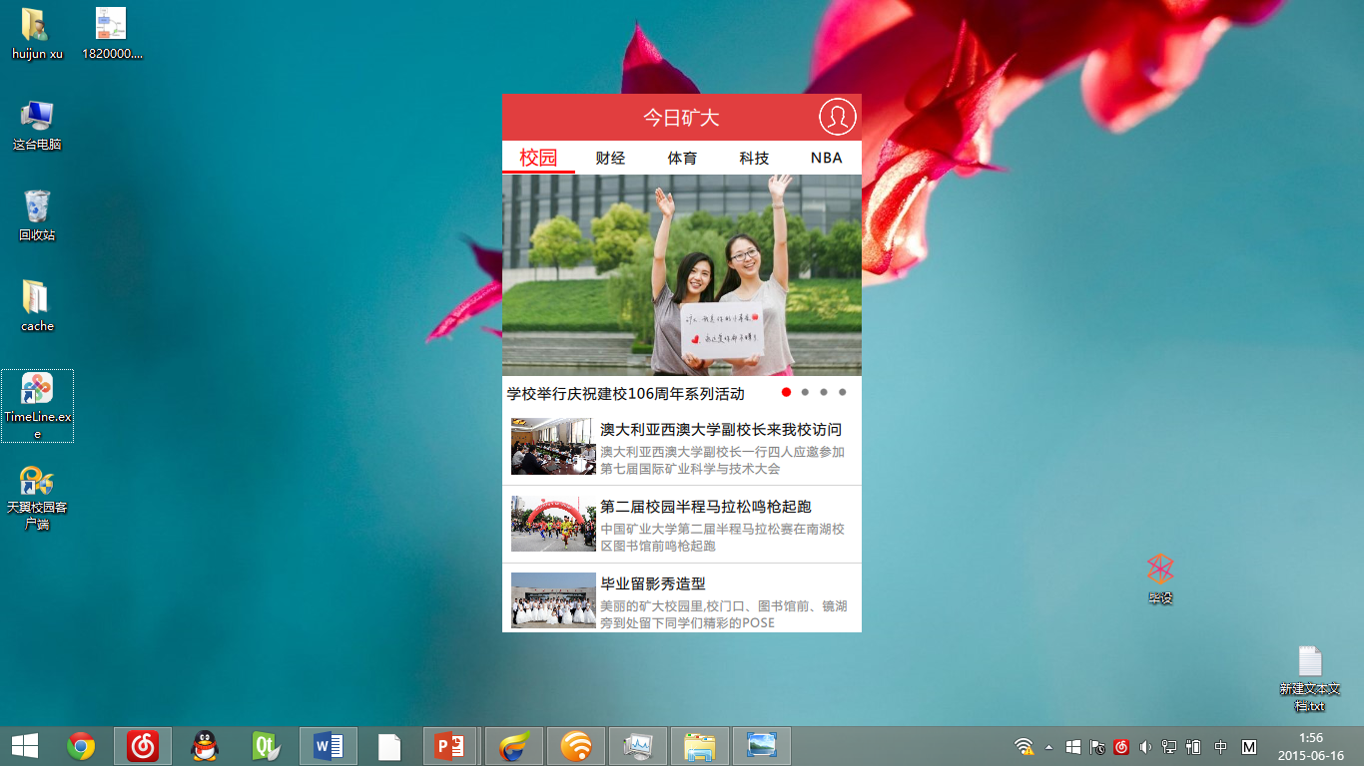 huijun xu
1820000....
这台电脑
回收站
cache
TimeLine.ex
e
天翼校园客
户端
今日矿大
校园 财经 体育 科技 NBA
学校举行庆祝建校106周年系列活动
澳大利亚西澳大学副校长来我校访问
澳大利亚西澳大学副校长一行四人应邀参加
第七届国际矿业科学与技术大会
第二届校园半程马拉松鸣枪起跑
中国矿业大学第二届半程马拉松赛在南湖校
区图书馆前鸣枪起跑
毕业留影秀造型
美丽的矿大校园里,校门口、图书馆前、镜湖
旁到处留下同学们精彩的POSE
毕设
新建文本文
档.txt
Qt
W
P
中
M
1:56
2015-06-16